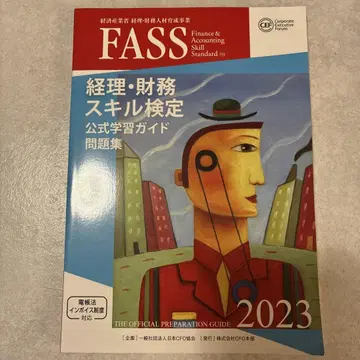 経済産業省 経理・財務人材育成事業
FASS
Finance &
Accounting
Skill
Standard
CEF
Corporate
Executive
Forum
経理・財務
スキル検定
公式学習ガイド
問題集
電帳法
インボイス制度
対応
THE OFFICIAL PREPARATION GUIDE
2023
［企画］一般社団法人日本CFO協会
［発行］株式会社CFO本部